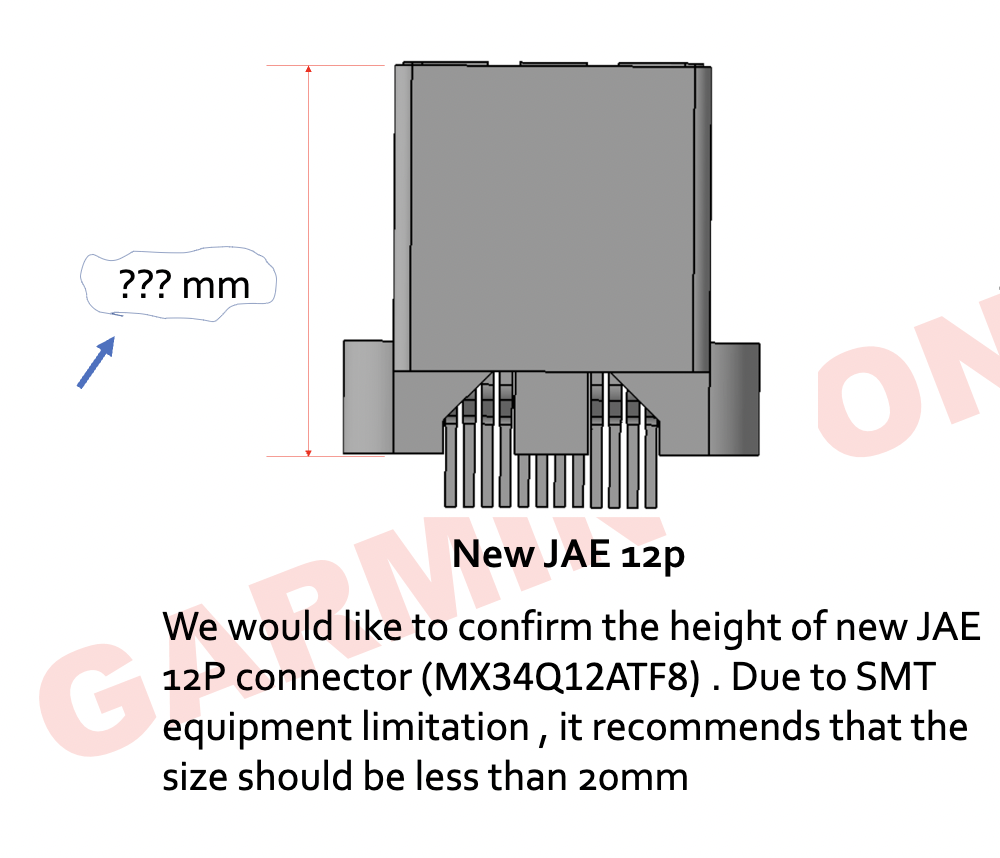 ??? mm
New JAE 12p
We would like to confirm the height of new JAE
12P connector (MX34Q12ATF8) . Due to SMT
equipment limitation , it recommends that the
size should be less than 20mm
GARMIN
ON